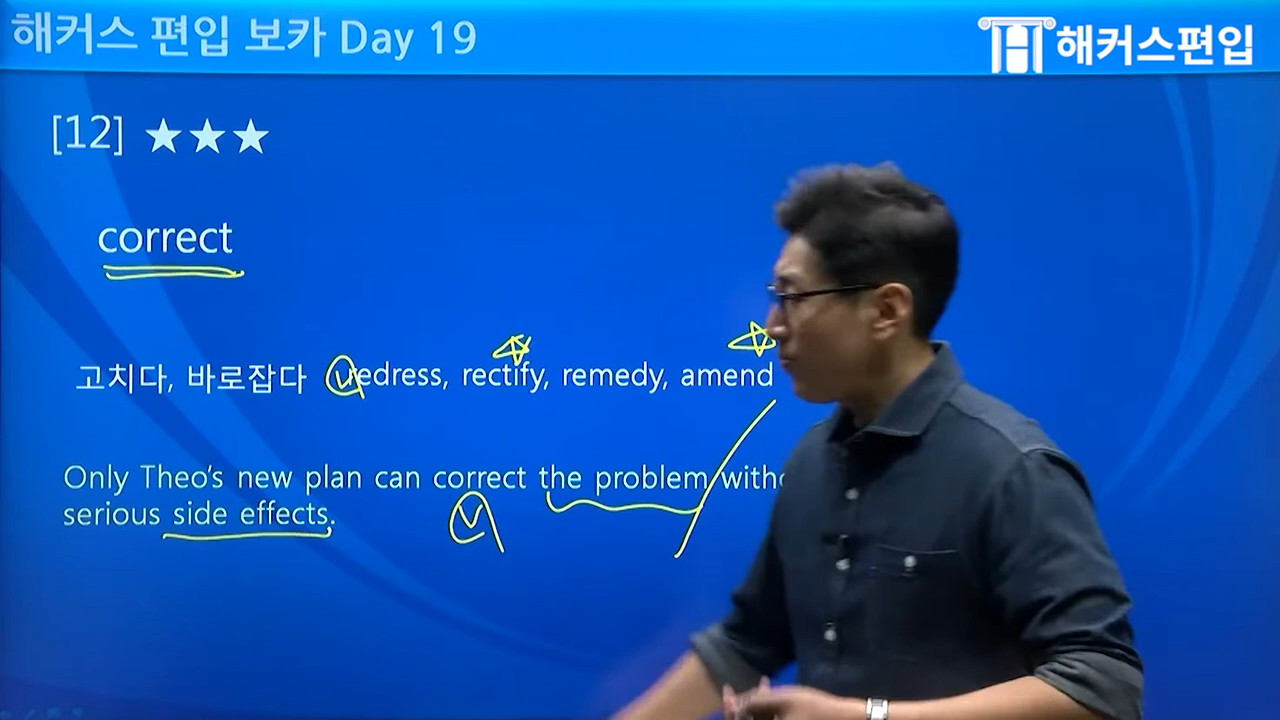 해커스 편입 보카 Day 19
해커스편입
[12] ★★★
correct
고치다, 바로잡다 redress, rectify, remedy, amend
Only Theo's new plan can correct the problem
serious side effects.